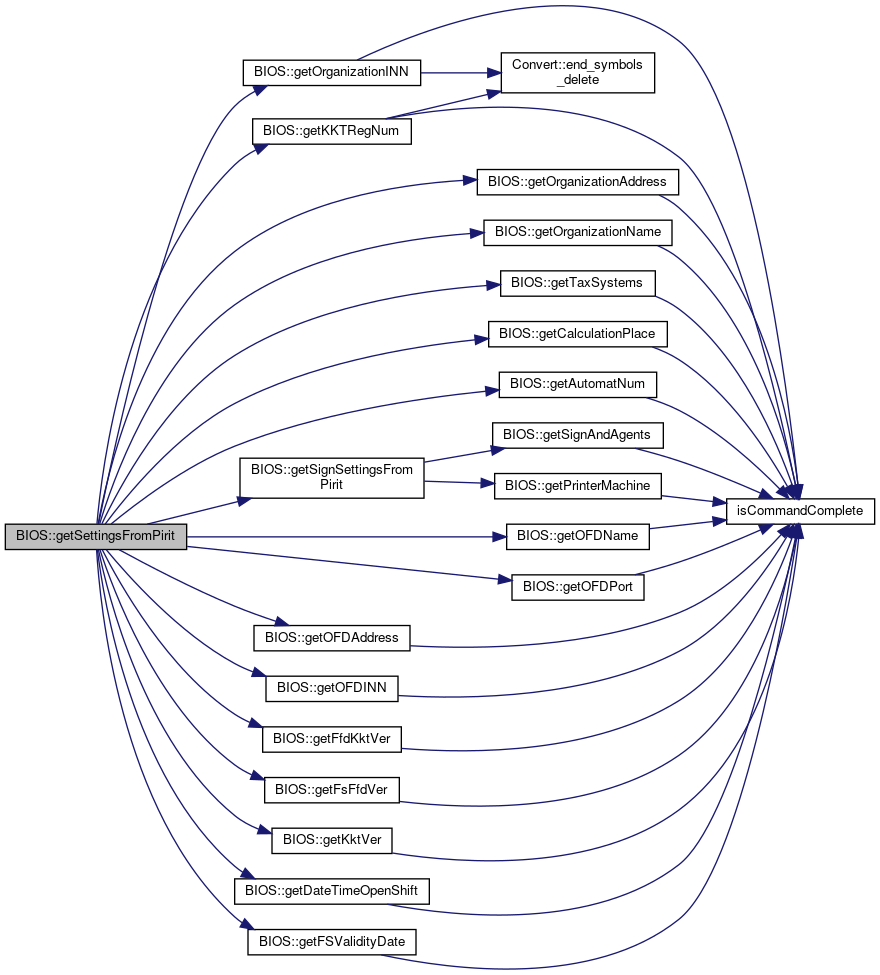 BIOS::getOrganizationINN
Convert::end_symbols
_delete
BIOS::getKKTRegNum
BIOS::getOrganizationAddress
BIOS::getOrganizationName
BIOS::getTaxSystems
BIOS::getCalculationPlace
BIOS::getAutomatNum
BIOS::getSignAndAgents
BIOS::getSignSettingsFrom
Pirit
BIOS::getPrinterMachine
isCommandComplete
BIOS::getSettingsFromPirit
BIOS::getOFDName
BIOS::getOFDPort
BIOS::getOFDAddress
BIOS::getOFDINN
BIOS::getFfdKktVer
BIOS::getFsFfdVer
BIOS::getKktVer
BIOS::getDateTimeOpenShift
BIOS::getFSValidityDate